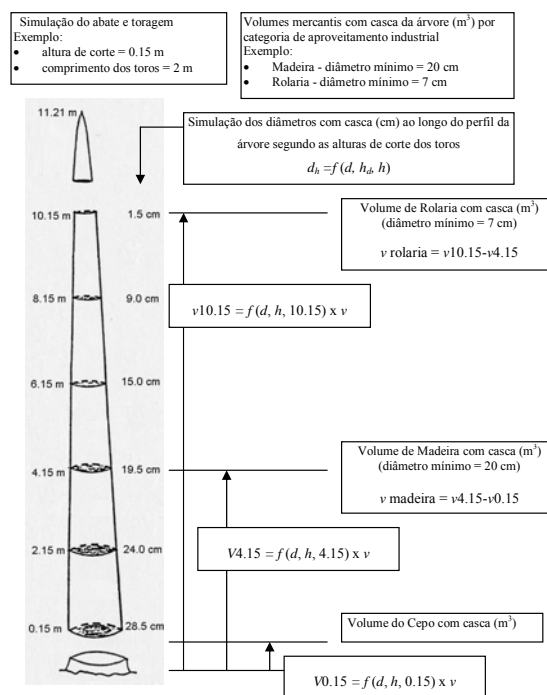 Simulação do abate e toragem
Exemplo:
• altura de corte = 0.15 m
• comprimento dos toros = 2 m
Volumes mercantis com casca da árvore (m³) por
categoria de aproveitamento industrial
Exemplo:
• Madeira - diâmetro mínimo = 20 cm
• Rolaria - diâmetro mínimo = 7 cm
11.21 m
Simulação dos diâmetros com casca (cm) ao longo do perfil da
árvore segundo as alturas de corte dos toros
dₕ =f(d, h_d, h)
10.15 m
1.5 cm
Volume de Rolaria com casca (m³)
(diâmetro mínimo = 7 cm)
v rolaria = v10.15-v4.15
8.15 m
9.0 cm
v10.15 = f (d, h, 10.15) x v
6.15 m
15.0 cm
4.15 m
19.5 cm
Volume de Madeira com casca (m³)
(diâmetro mínimo = 20 cm)
v madeira = v4.15-v0.15
2.15 m
24.0 cm
V4.15 = f (d, h, 4.15) x v
0.15 m
28.5 cm
Volume do Cepo com casca (m³)
V0.15 = f (d, h, 0.15) x v